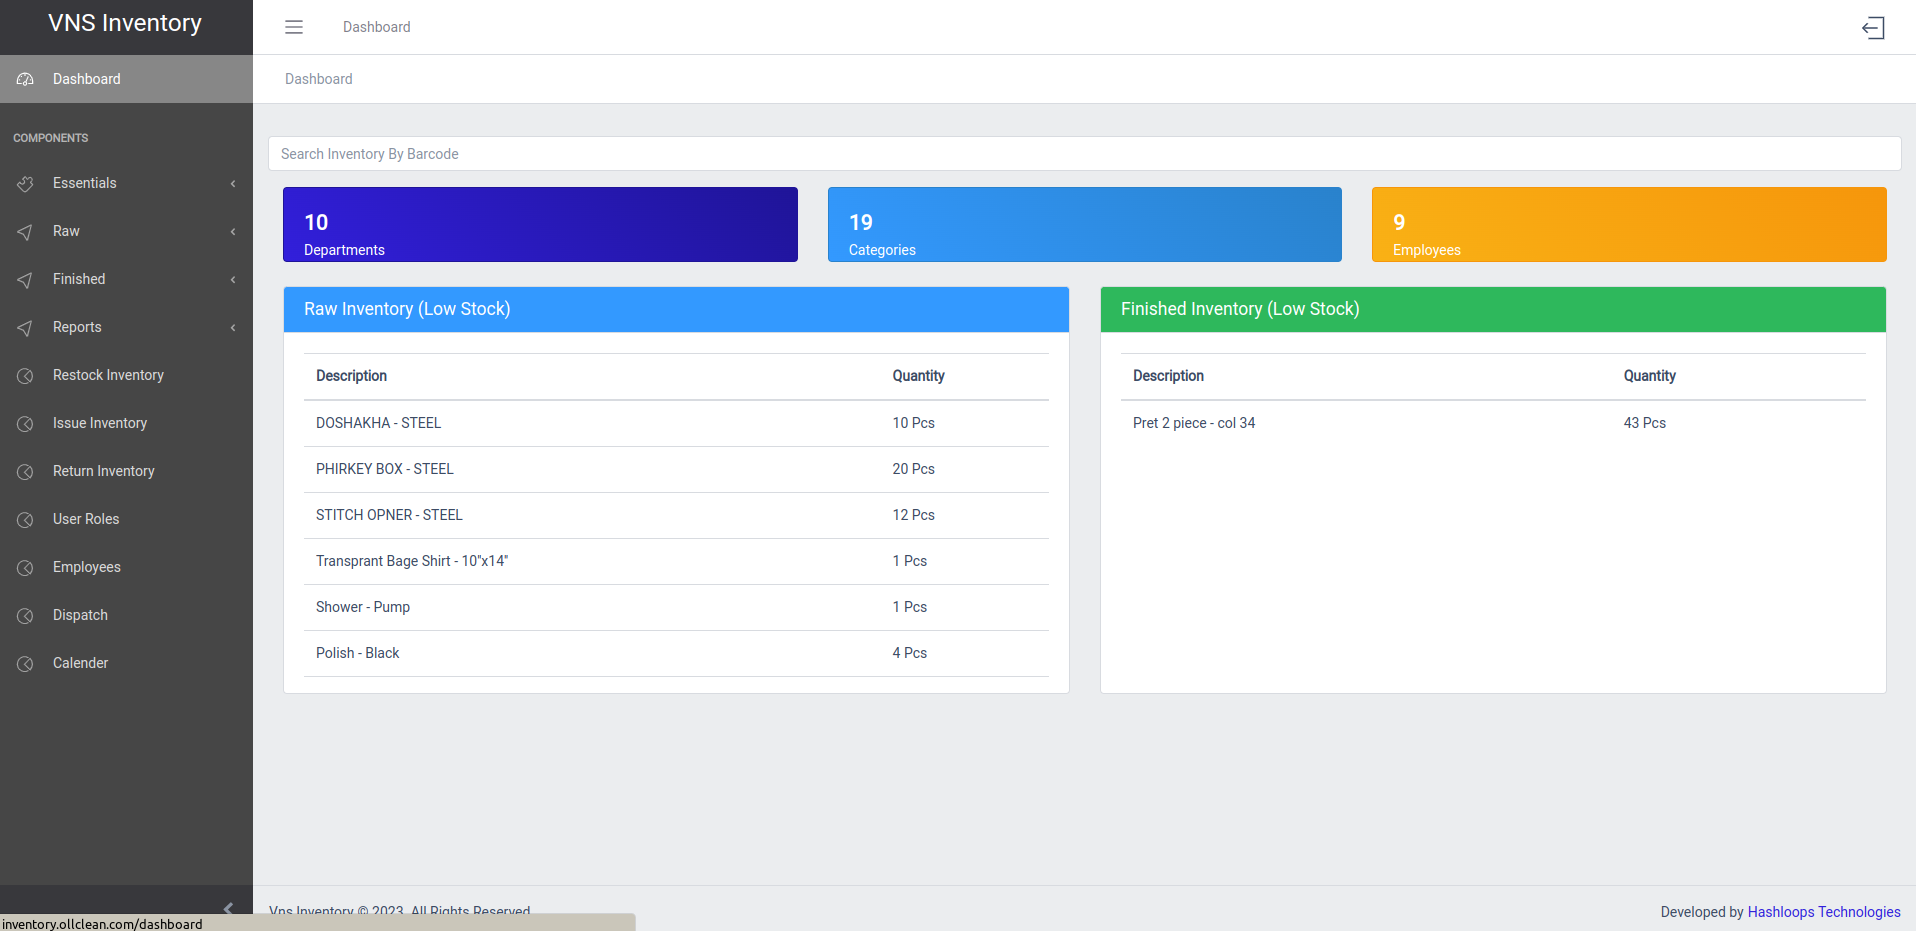 VNS Inventory
Dashboard
Dashboard
Dashboard
COMPONENTS
Essentials
Raw
Finished
Reports
Restock Inventory
Issue Inventory
Return Inventory
User Roles
Employees
Dispatch
Calender
Search Inventory By Barcode
10
Departments
19
Categories
9
Employees
Raw Inventory (Low Stock)
Description Quantity
DOSHAKHA - STEEL 10 Pcs
PHIRKEY BOX - STEEL 20 Pcs
STITCH OPNER - STEEL 12 Pcs
Transprant Bage Shirt - 10"x14" 1 Pcs
Shower - Pump 1 Pcs
Polish - Black 4 Pcs
Finished Inventory (Low Stock)
Description Quantity
Pret 2 piece - col 34 43 Pcs
Vns Inventory © 2023. All Rights Reserved
Developed by Hashloops Technologies
inventory.ollclean.com/dashboard